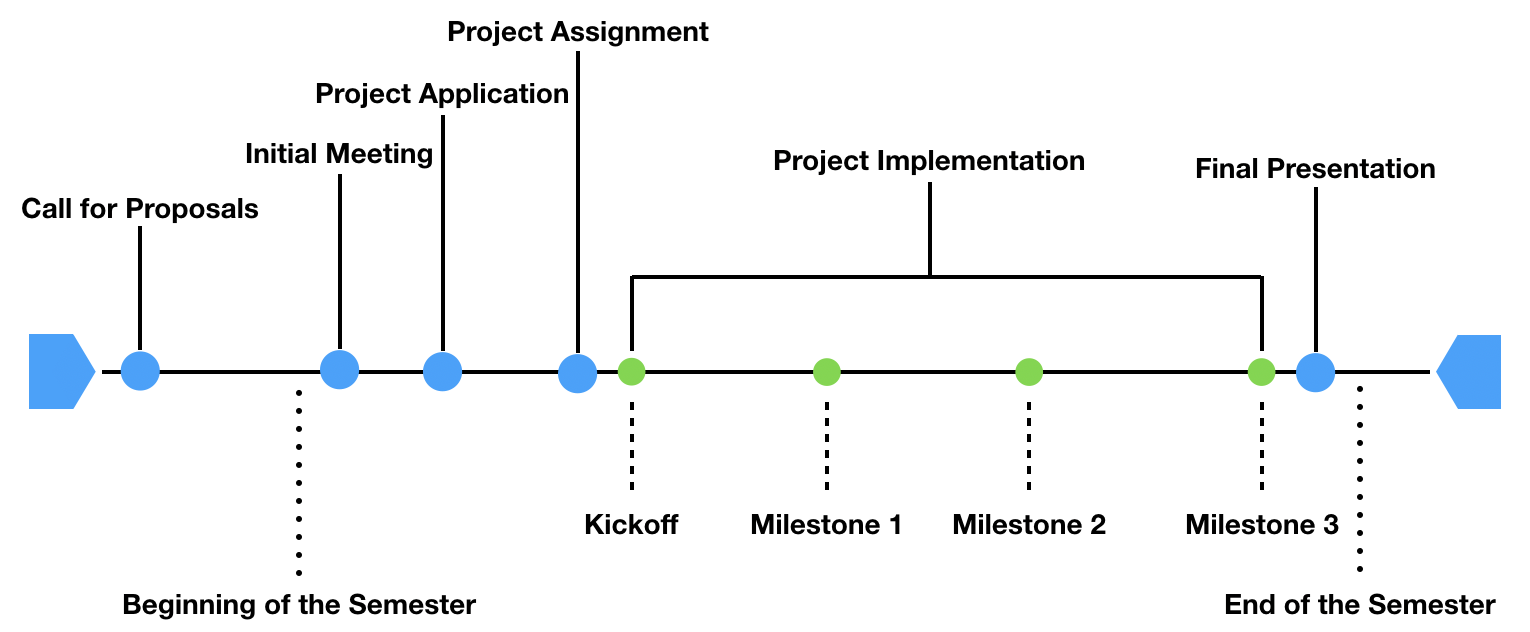 Project Assignment
Project Application
Initial Meeting
Project Implementation
Final Presentation
Call for Proposals
Kickoff
Milestone 1
Milestone 2
Milestone 3
Beginning of the Semester
End of the Semester